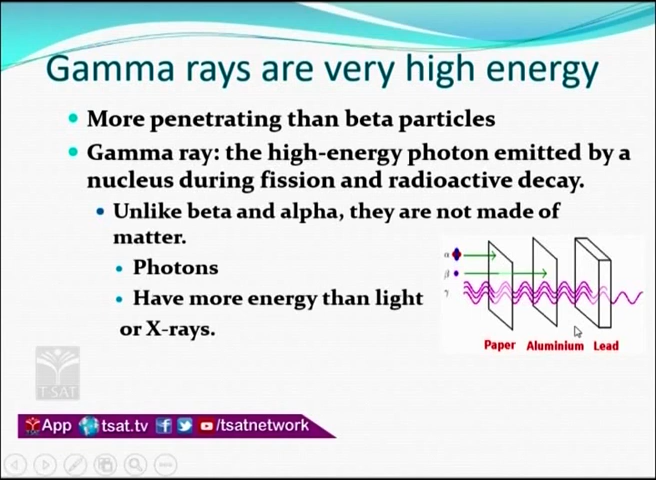 Gamma rays are very high energy
More penetrating than beta particles
Gamma ray: the high-energy photon emitted by a
nucleus during fission and radioactive decay.
Unlike beta and alpha, they are not made of
matter.
Photons
Have more energy than light
or X-rays.
α
β
γ
Paper Aluminium Lead
T-SAT
App tsat.tv /tsatnetwork